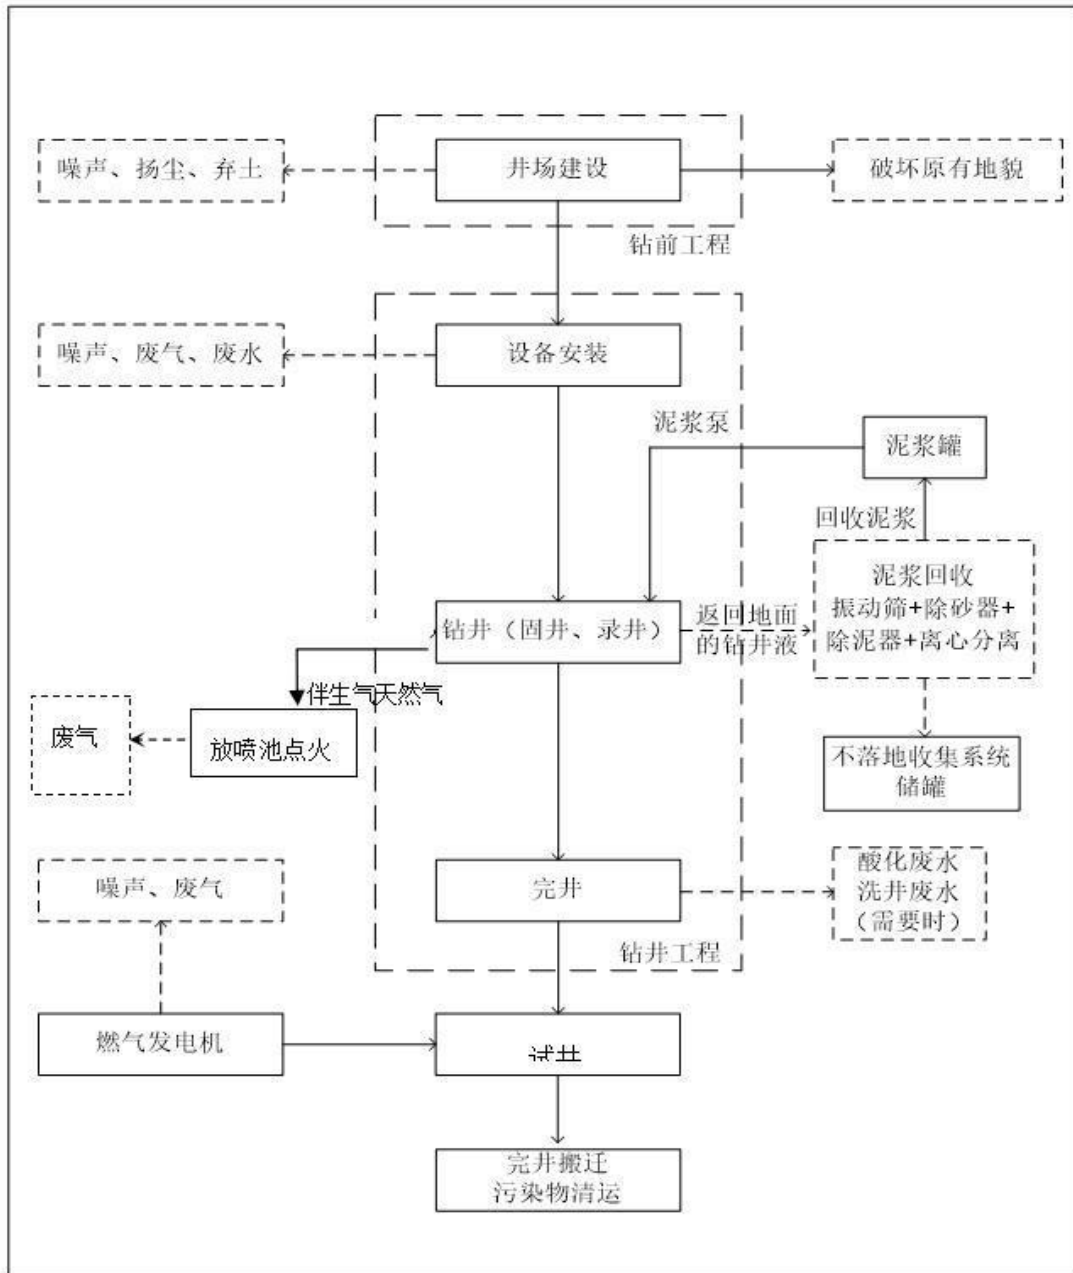 噪声、扬尘、弃土
井场建设
破坏原有地貌
钻前工程
噪声、废气、废水
设备安装
泥浆泵
泥浆罐
回收泥浆
泥浆回收
振动筛+除砂器+
除泥器+离心分离
钻井（固井、录井）
返回地面
的钻井液
伴生气天然气
废气
放喷池点火
不落地收集系统
储罐
噪声、废气
完井
酸化废水
洗井废水
（需要时）
钻井工程
燃气发电机
试井
完井搬迁
污染物清运